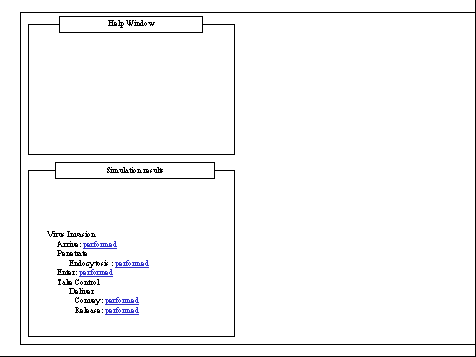 Help Window
Simulation results
Virus Invasion
Arrive: performed
Penetrate
Endocytosis : performed
Enter: performed
Take Control
Deliver
Convey: performed
Release: performed